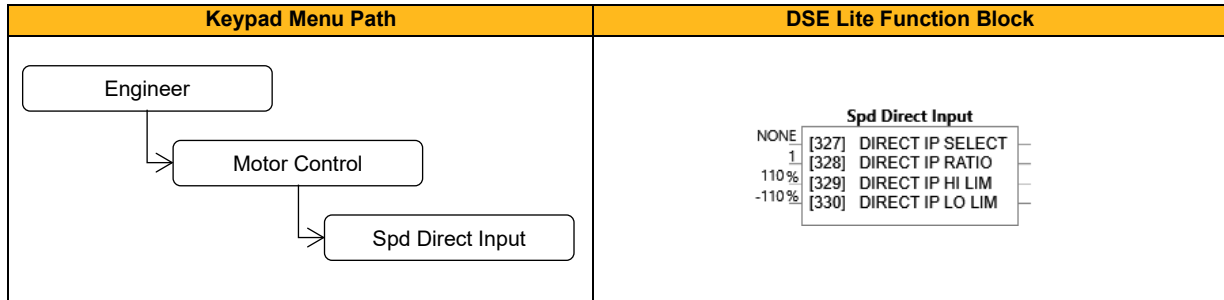 Keypad Menu Path
DSE Lite Function Block
Engineer
Motor Control
Spd Direct Input
Spd Direct Input
NONE [327] DIRECT IP SELECT
1 [328] DIRECT IP RATIO
110% [329] DIRECT IP HI LIM
-110% [330] DIRECT IP LO LIM